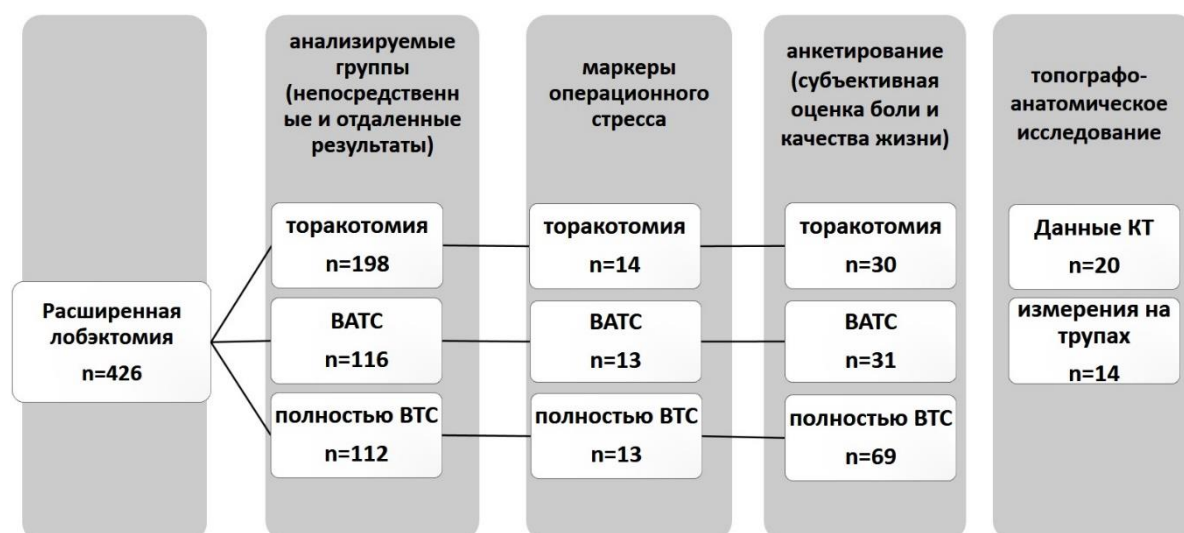 анализируемые
группы
(непосредственн
ые и отдаленные
результаты)
маркеры
операционного
стресса
анкетирование
(субъективная
оценка боли и
качества жизни)
топографо-
анатомическое
исследование
Расширенная
лобэктомия
n=426
торакотомия
n=198
ВАТС
n=116
полностью ВТС
n=112
торакотомия
n=14
ВАТС
n=13
полностью ВТС
n=13
торакотомия
n=30
ВАТС
n=31
полностью ВТС
n=69
Данные КТ
n=20
измерения на
трупах
n=14